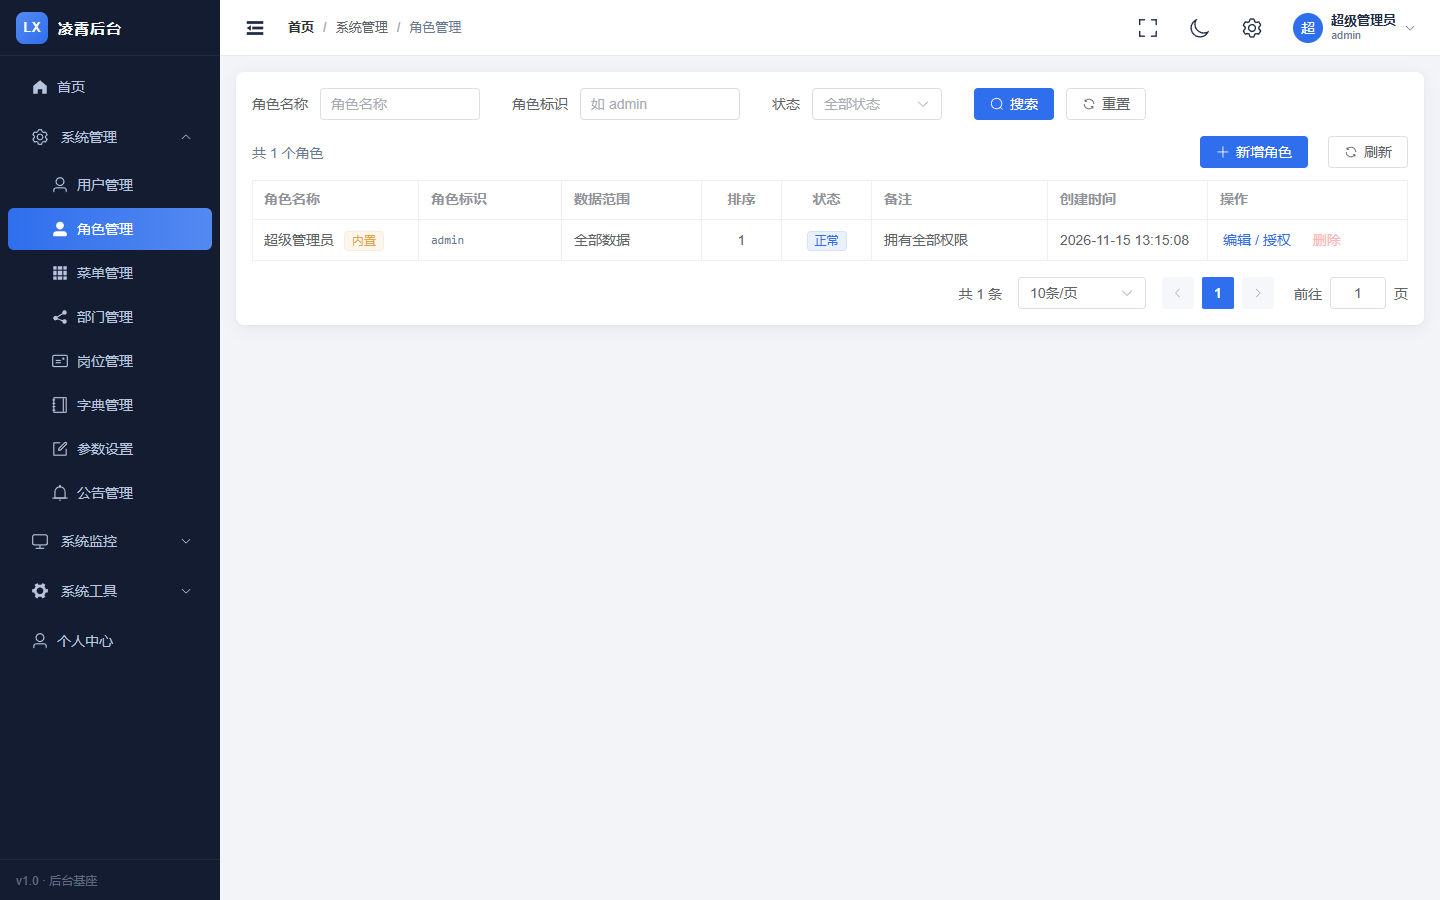 LX 凌霄后台
首页
系统管理
用户管理
角色管理
菜单管理
部门管理
岗位管理
字典管理
参数设置
公告管理
系统监控
系统工具
个人中心
v1.0 · 后台基座
首页 / 系统管理 / 角色管理
超 超级管理员
admin
角色名称 角色名称 角色标识 如 admin 状态 全部状态 搜索 重置
共 1 个角色 新增角色 刷新
角色名称 角色标识 数据范围 排序 状态 备注 创建时间 操作
超级管理员 内置 admin 全部数据 1 正常 拥有全部权限 2026-11-15 13:15:08 编辑 / 授权 删除
共 1 条 10条/页 1 前往 1 页